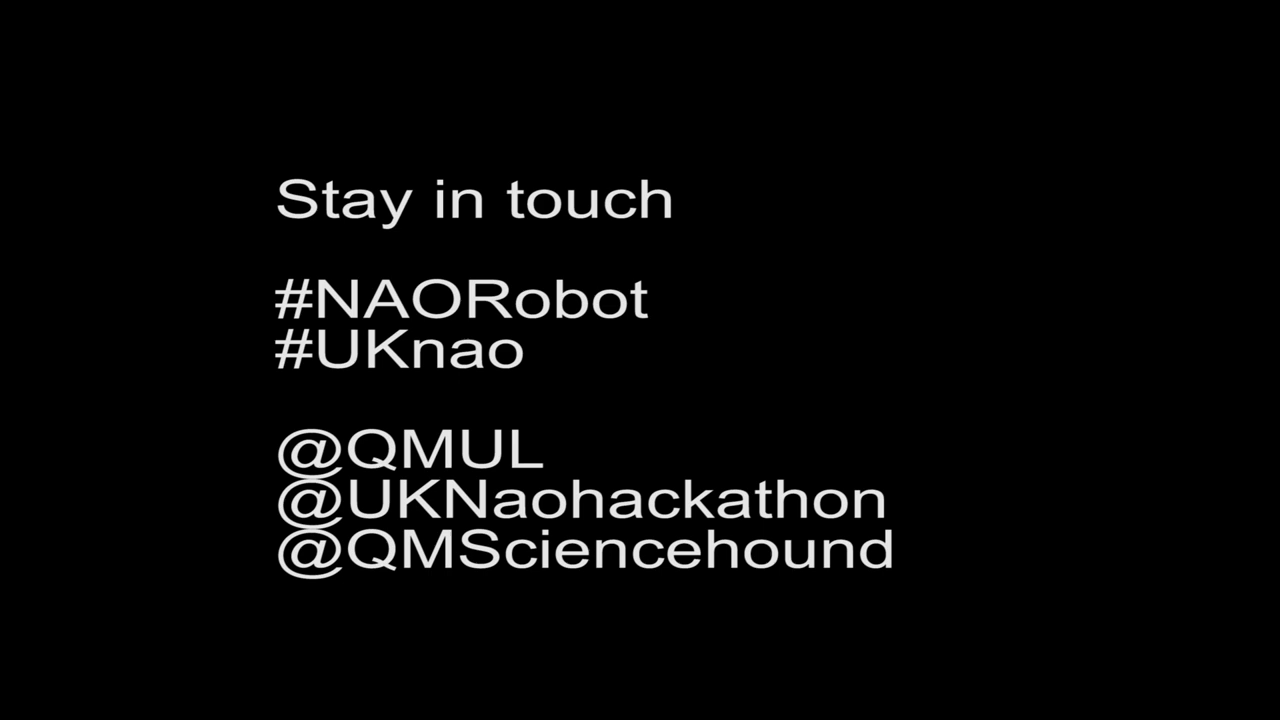 Stay in touch
#NAORobot
#UKnao
@QMUL
@UKNaohackathon
@QMSciencehound